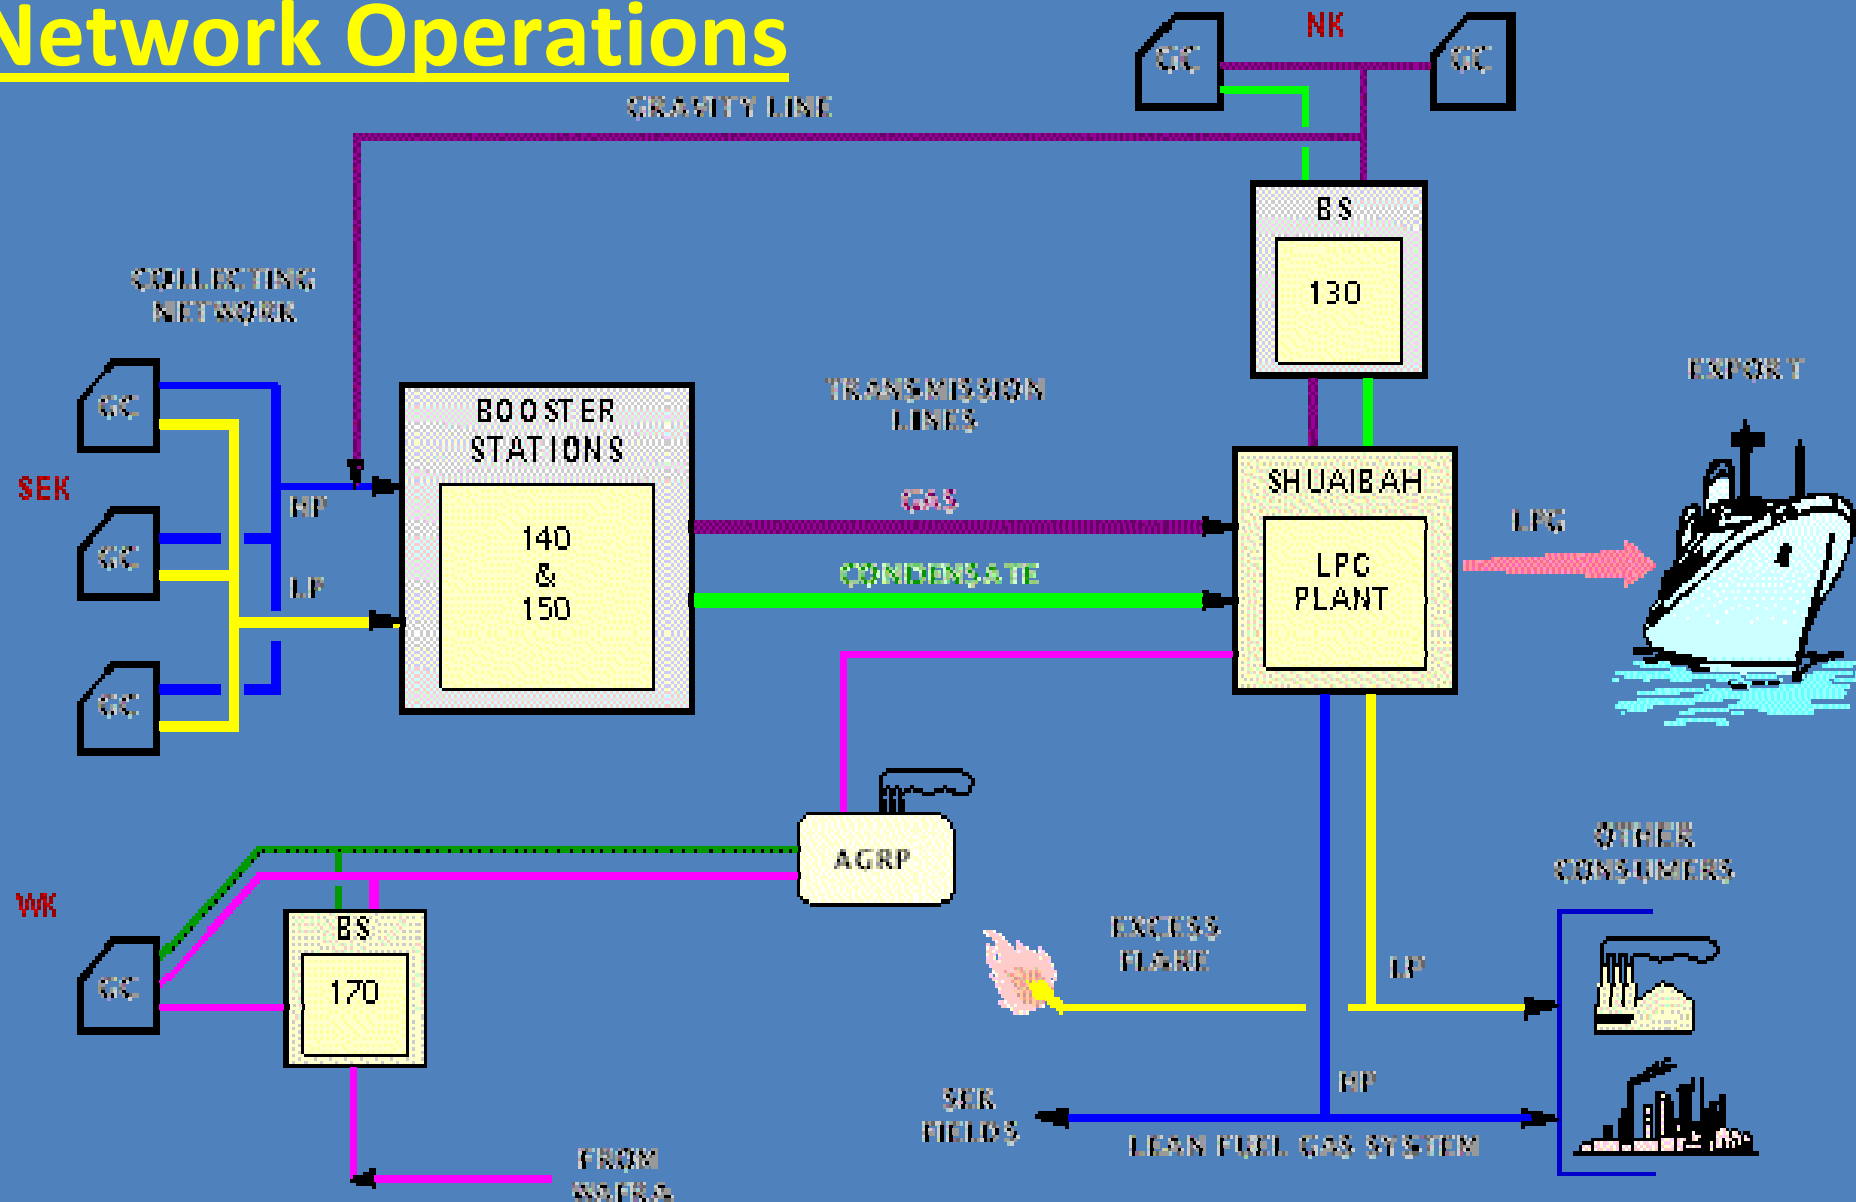 Network Operations
NK
GC
GC
GRAVITY LINE
BS
130
COLLECTING
NETWORK
GC
SEK
GC
GC
HP
LP
BOOSTER
STATIONS
140
&
150
TRANSMISSION
LINES
GAS
CONDENSATE
SHUAIBAH
LPG
PLANT
EXPORT
LPG
AGRP
WK
GC
BS
170
FROM
WAFRA
EXCESS
FLARE
LP
OTHER
CONSUMERS
HP
SEK
FIELDS
LEAN FUEL GAS SYSTEM